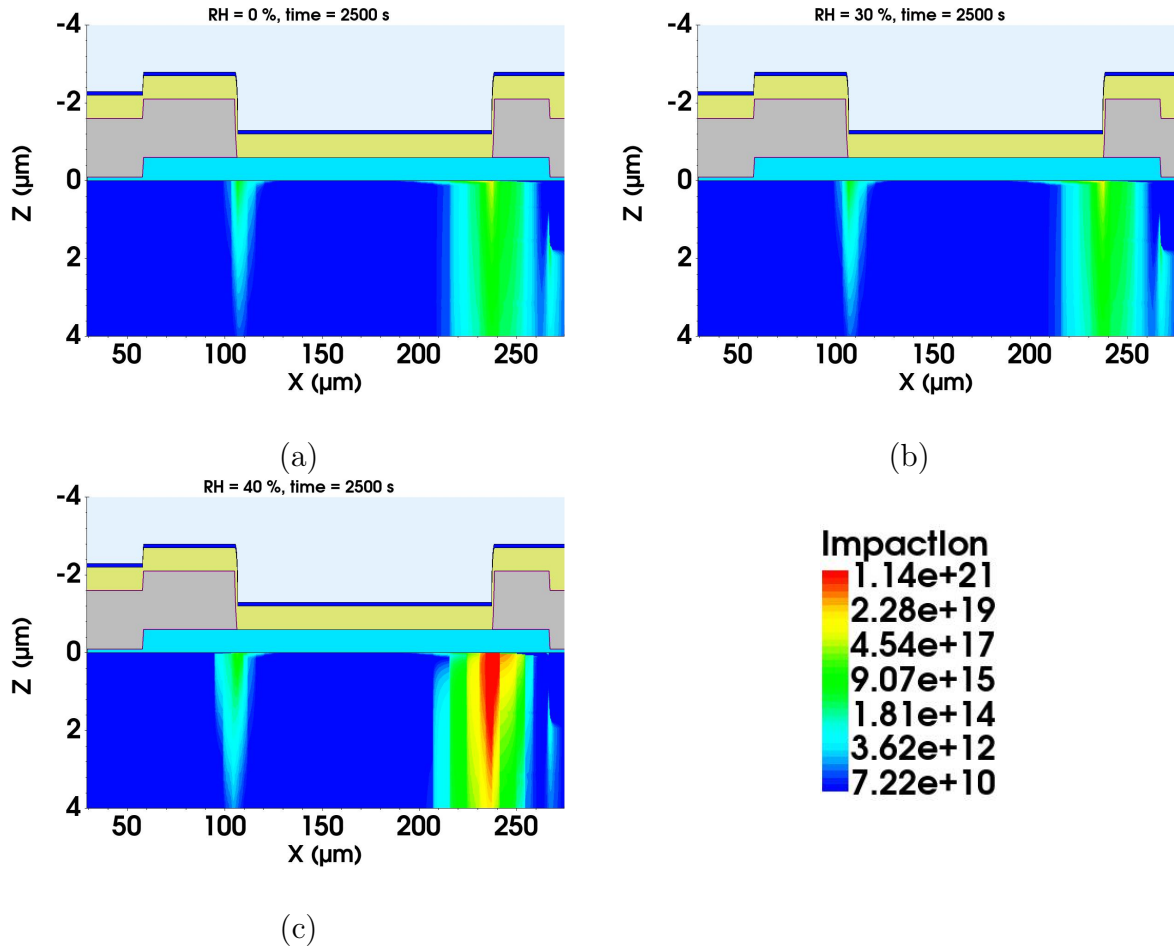 RH = 0 %, time = 2500 s
-4
-2
0
2
4
Z (µm)
50 100 150 200 250
X (µm)
(a)
RH = 30 %, time = 2500 s
-4
-2
0
2
4
Z (µm)
50 100 150 200 250
X (µm)
(b)
RH = 40 %, time = 2500 s
-4
-2
0
2
4
Z (µm)
50 100 150 200 250
X (µm)
(c)
ImpactIon
1.14e+21
2.28e+19
4.54e+17
9.07e+15
1.81e+14
3.62e+12
7.22e+10